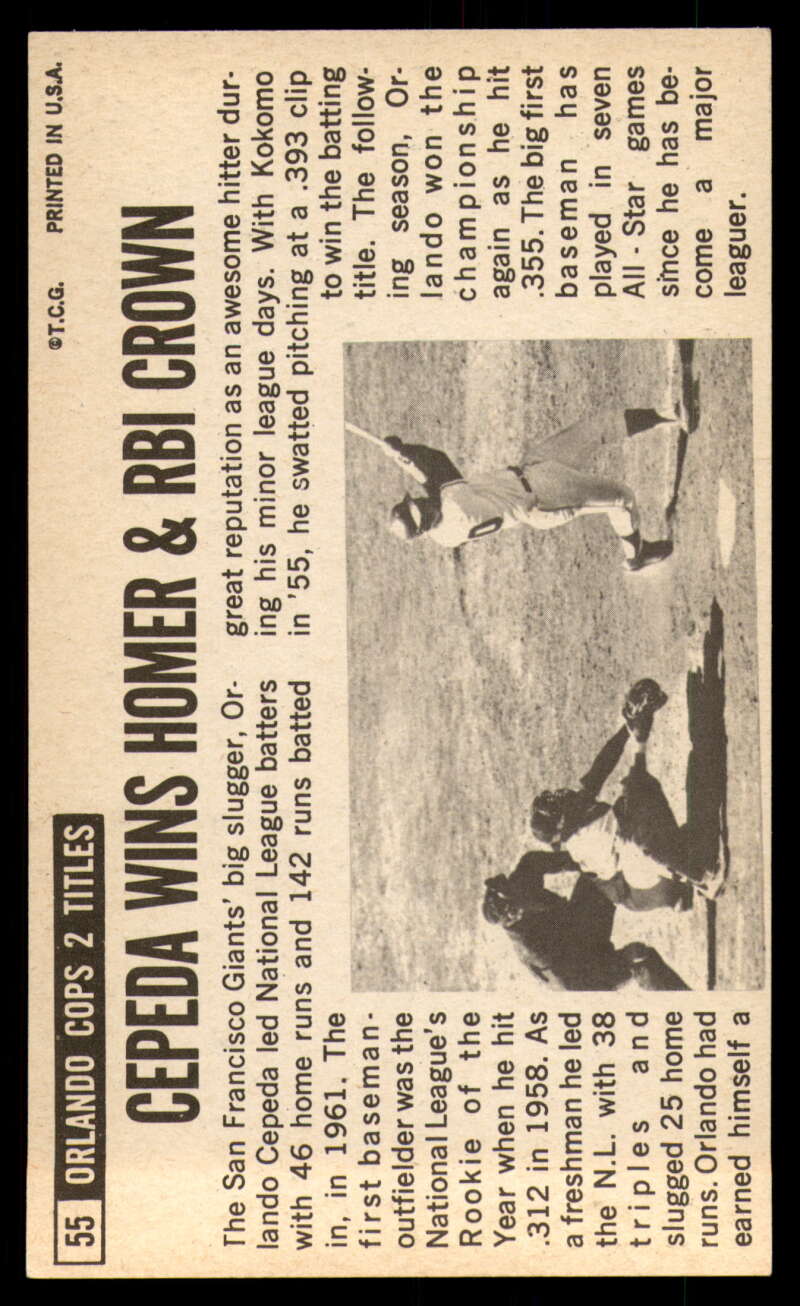 55 ORLANDO COPS 2 TITLES
©T.C.G. PRINTED IN U.S.A.
CEPEDA WINS HOMER & RBI CROWN
The San Francisco Giants' big slugger, Or-
lando Cepeda led National League batters
with 46 home runs and 142 runs batted
in, in 1961. The
first baseman-
outfielder was the
National League's
Rookie of the
Year when he hit
.312 in 1958. As
a freshman he led
the N.L. with 38
triples and
slugged 25 home
runs. Orlando had
earned himself a
great reputation as an awesome hitter dur-
ing his minor league days. With Kokomo
in '55, he swatted pitching at a .393 clip
to win the batting
title. The follow-
ing season, Or-
lando won the
championship
again as he hit
.355. The big first
baseman has
played in seven
All-Star games
since he has be-
come a major
leaguer.